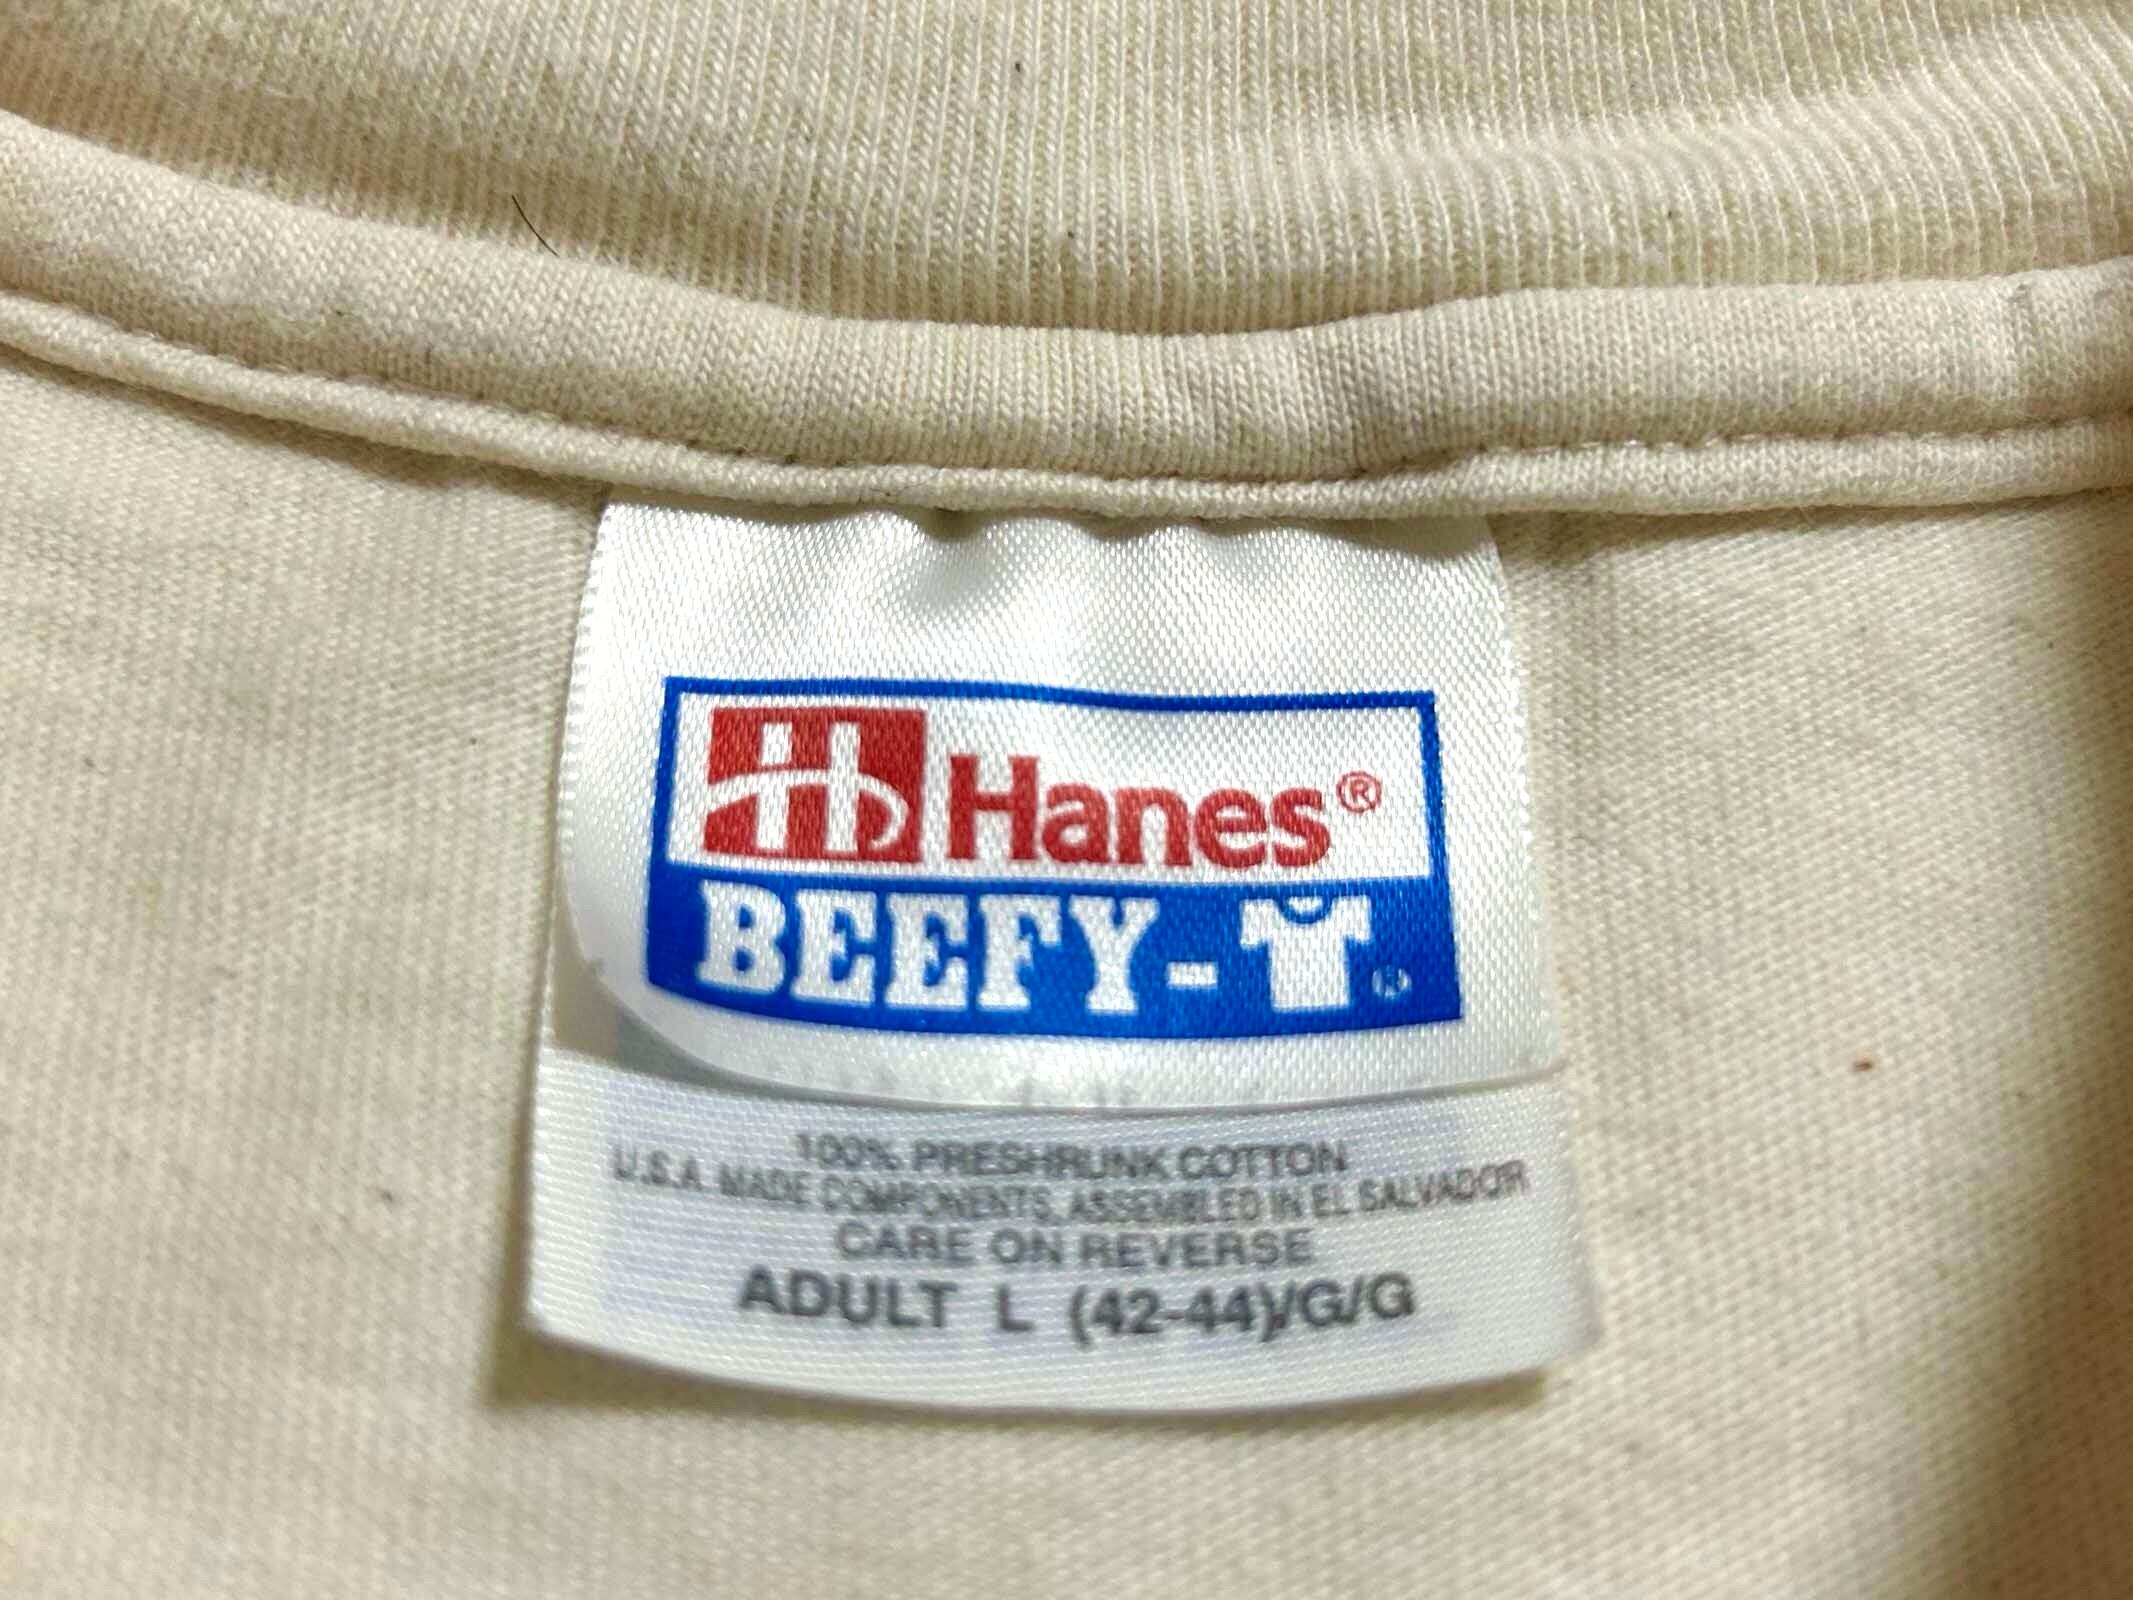 Hanes®
BEEFY-T®
100% PRESHRUNK COTTON
U.S.A. MADE COMPONENTS, ASSEMBLED IN EL SALVADOR
CARE ON REVERSE
ADULT L (42-44)/G/G